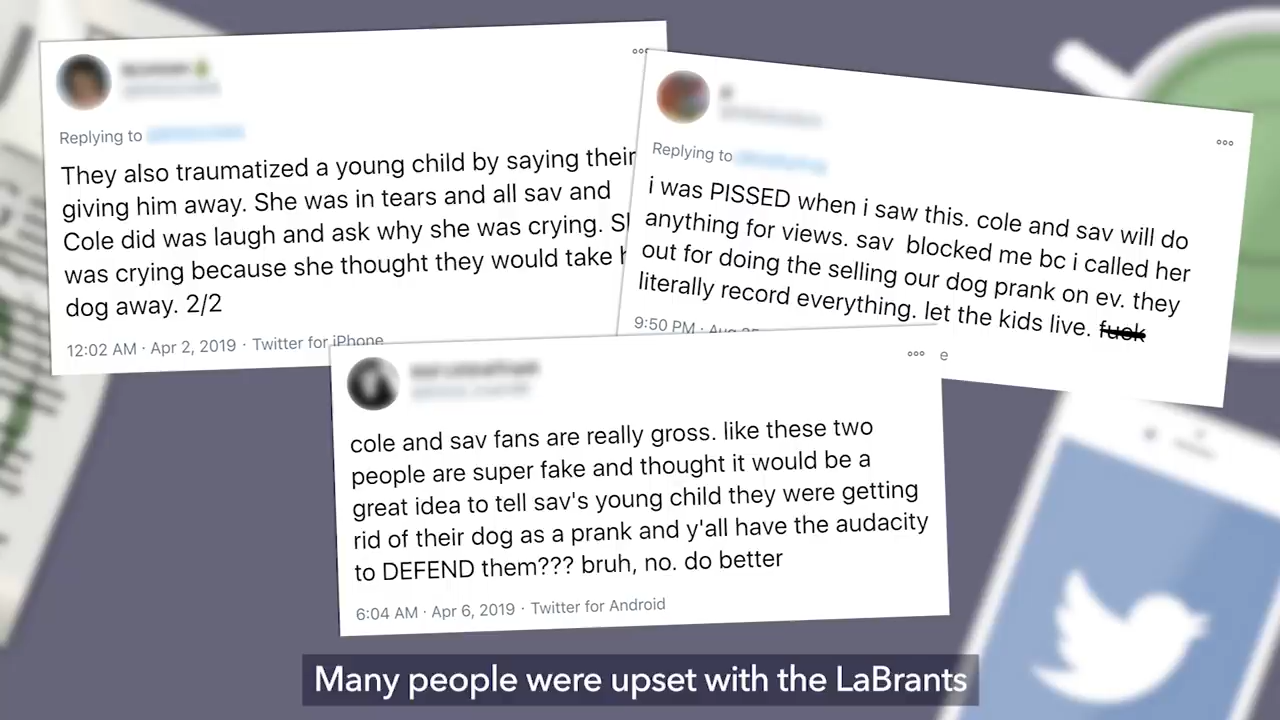 Replying to
They also traumatized a young child by saying their
giving him away. She was in tears and all sav and
Cole did was laugh and ask why she was crying.
was crying because she thought they would take
dog away. 2/2
12:02 AM · Apr 2, 2019 · Twitter for iPhone
Replying to
i was PISSED when i saw this. cole and sav will do
anything for views. sav blocked me bc i called her
out for doing the selling our dog prank on ev. they
literally record everything. let the kids live. fuck
9:50 PM ·
cole and sav fans are really gross. like these two
people are super fake and thought it would be a
great idea to tell sav's young child they were getting
rid of their dog as a prank and y'all have the audacity
to DEFEND them??? bruh, no. do better
6:04 AM · Apr 6, 2019 · Twitter for Android
Many people were upset with the LaBrants